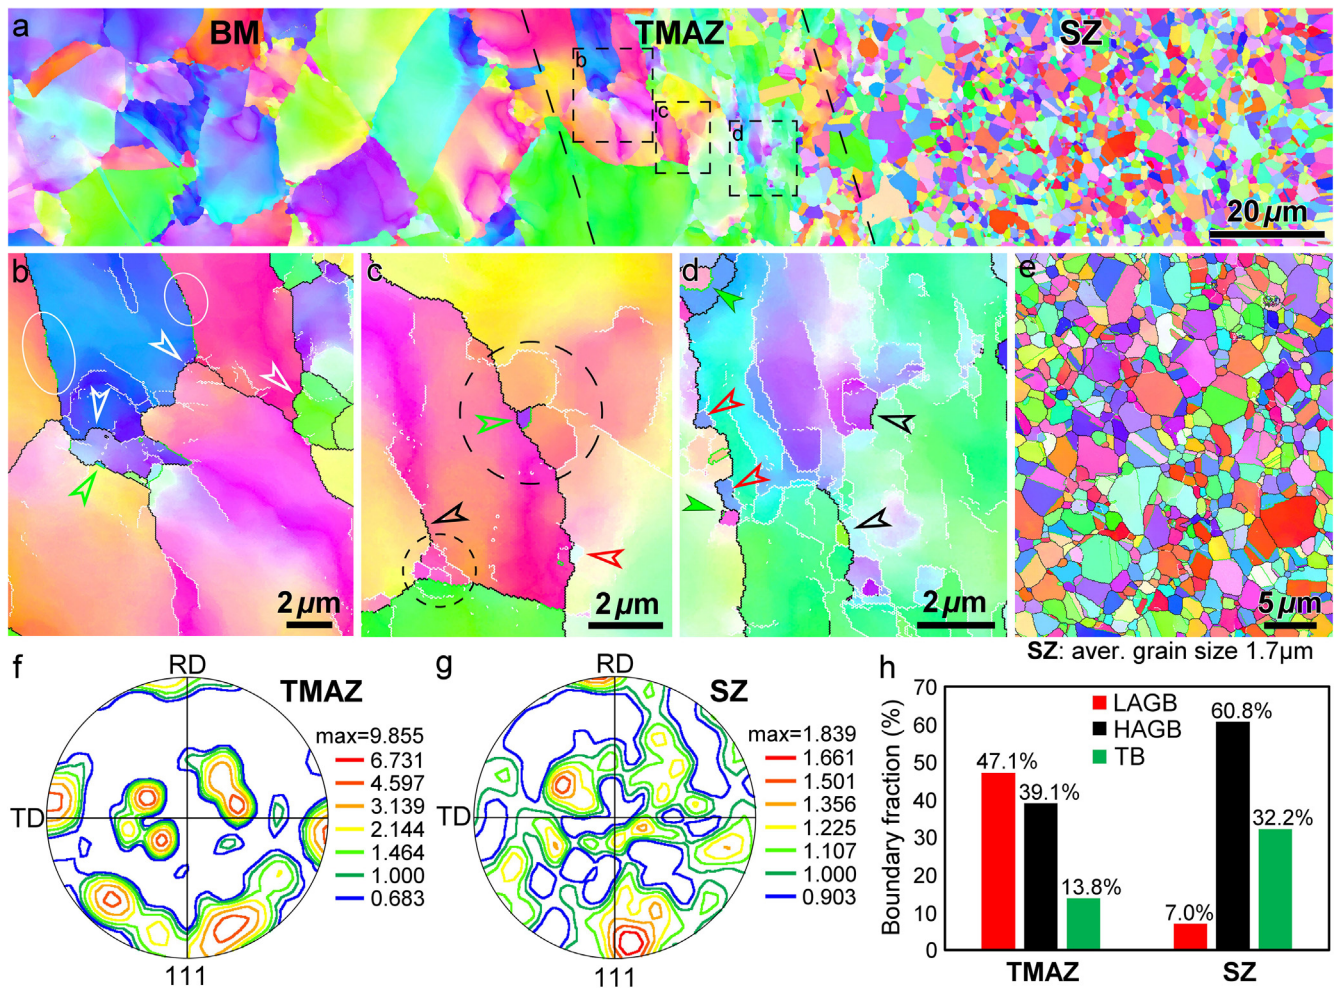 a
BM
TMAZ
SZ
b
c
d
20 μm
b
c
d
e
2 μm
2 μm
2 μm
5 μm
SZ: aver. grain size 1.7μm
f
RD
TMAZ
TD
111
max=9.855
6.731
4.597
3.139
2.144
1.464
1.000
0.683
g
RD
SZ
TD
111
max=1.839
1.661
1.501
1.356
1.225
1.107
1.000
0.903
h
Boundary fraction (%)
70
60
50
40
30
20
10
0
LAGB
HAGB
TB
47.1%
39.1%
13.8%
7.0%
60.8%
32.2%
TMAZ
SZ